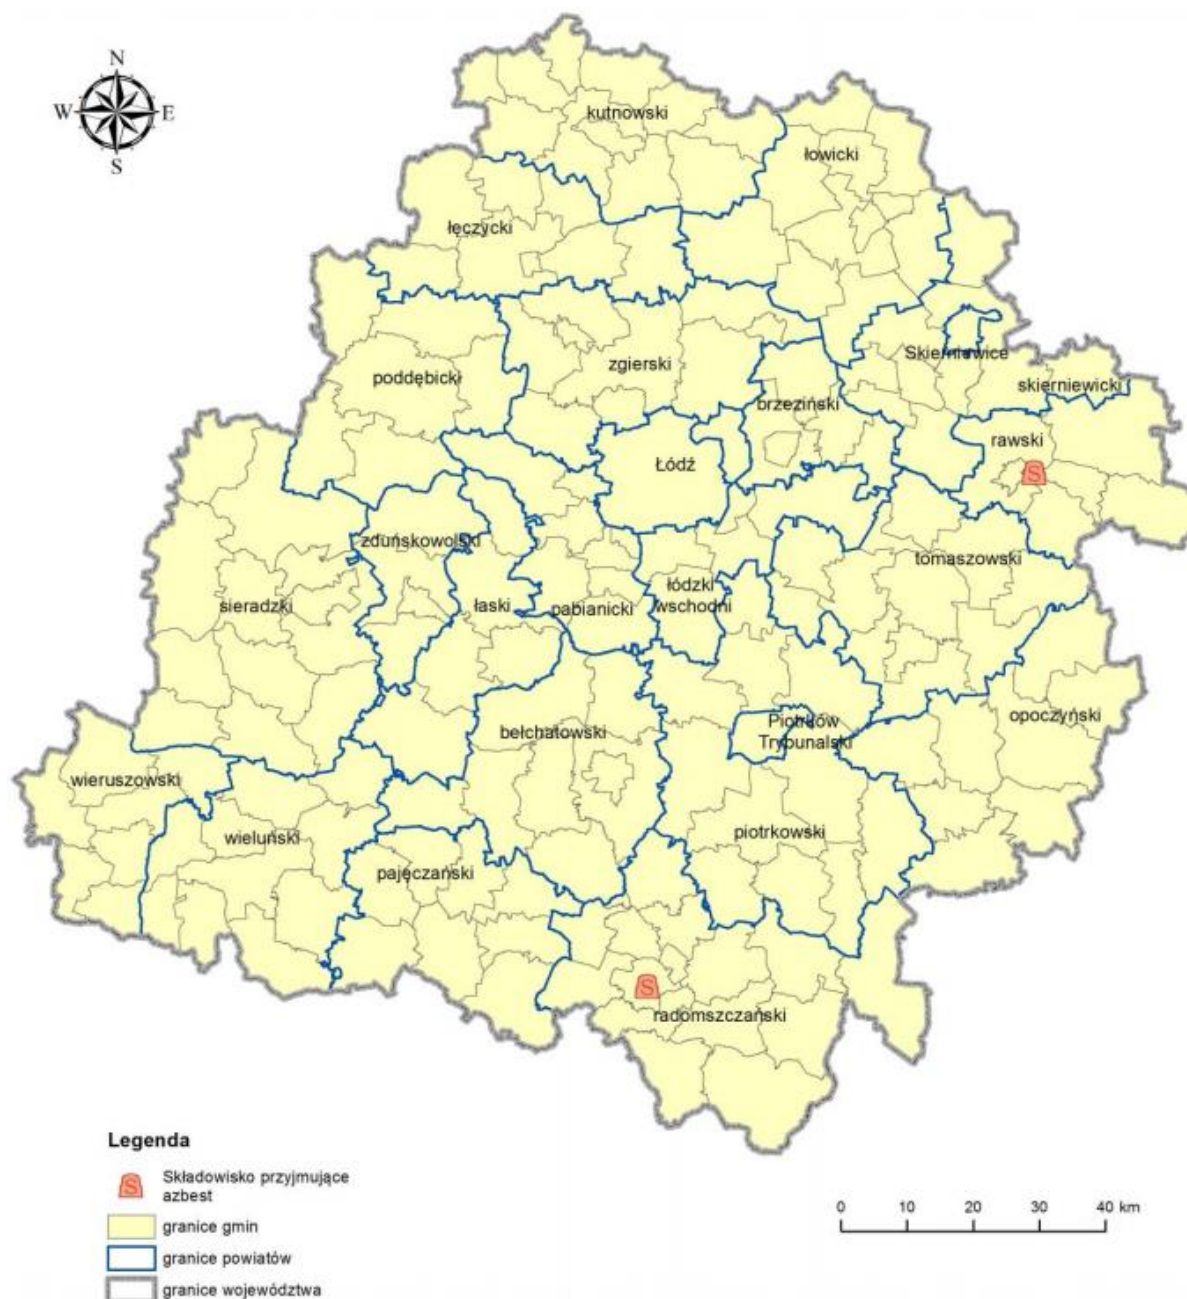 N
W E
S
kutnowski
łowicki
łęczycki
Skierniewice
zgierski
poddębicki
skierniewicki
brzeziński
rawski
Łódź
S
zduńskowolski
tomaszowski
łódzki
wschodni
sieradzki
łaski
pabianicki
opoczyński
Piotrków
Trybunalski
bełchatowski
wieruszowski
piotrkowski
wieluński
pajęczański
S
radomszczański
Legenda
S
Składowisko przyjmujące
azbest
granice gmin
granice powiatów
granice województwa
0 10 20 30 40 km